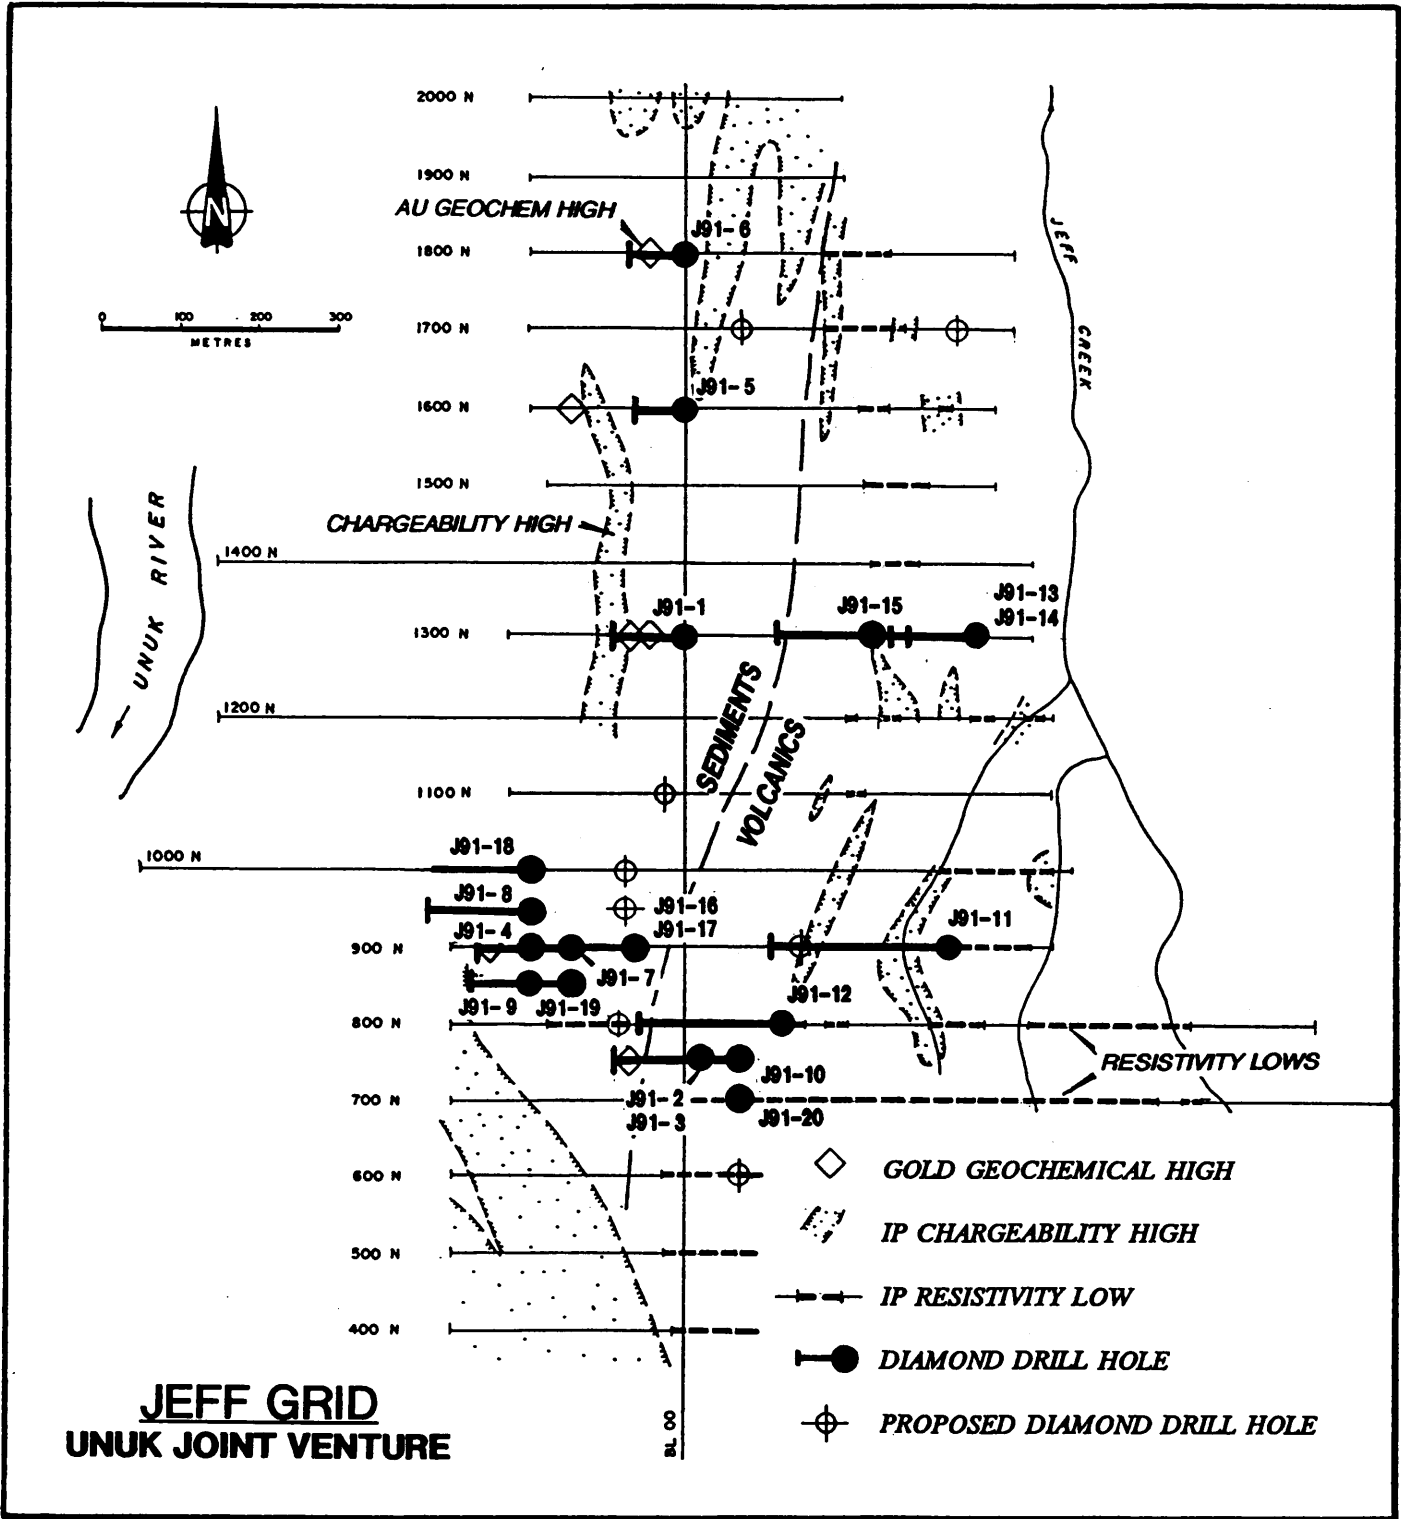 2000 N
1900 N
AU GEOCHEM HIGH
J91-6
1800 N
JEFF
CREEK
N
0 100 200 300
METRES
1700 N
J91-5
1600 N
1500 N
CHARGEABILITY HIGH
UNUK RIVER
1400 N
J91-13
J91-1
J91-15
J91-14
1300 N
SEDIMENTS
VOLCANICS
1200 N
1100 N
J91-18
1000 N
J91-8
J91-16
J91-11
J91-4
J91-17
900 N
J91-7
J91-12
J91-9 J91-19
800 N
RESISTIVITY LOWS
J91-10
J91-2
700 N
J91-3
J91-20
GOLD GEOCHEMICAL HIGH
600 N
IP CHARGEABILITY HIGH
500 N
IP RESISTIVITY LOW
400 N
DIAMOND DRILL HOLE
PROPOSED DIAMOND DRILL HOLE
BL 00
JEFF GRID
UNUK JOINT VENTURE